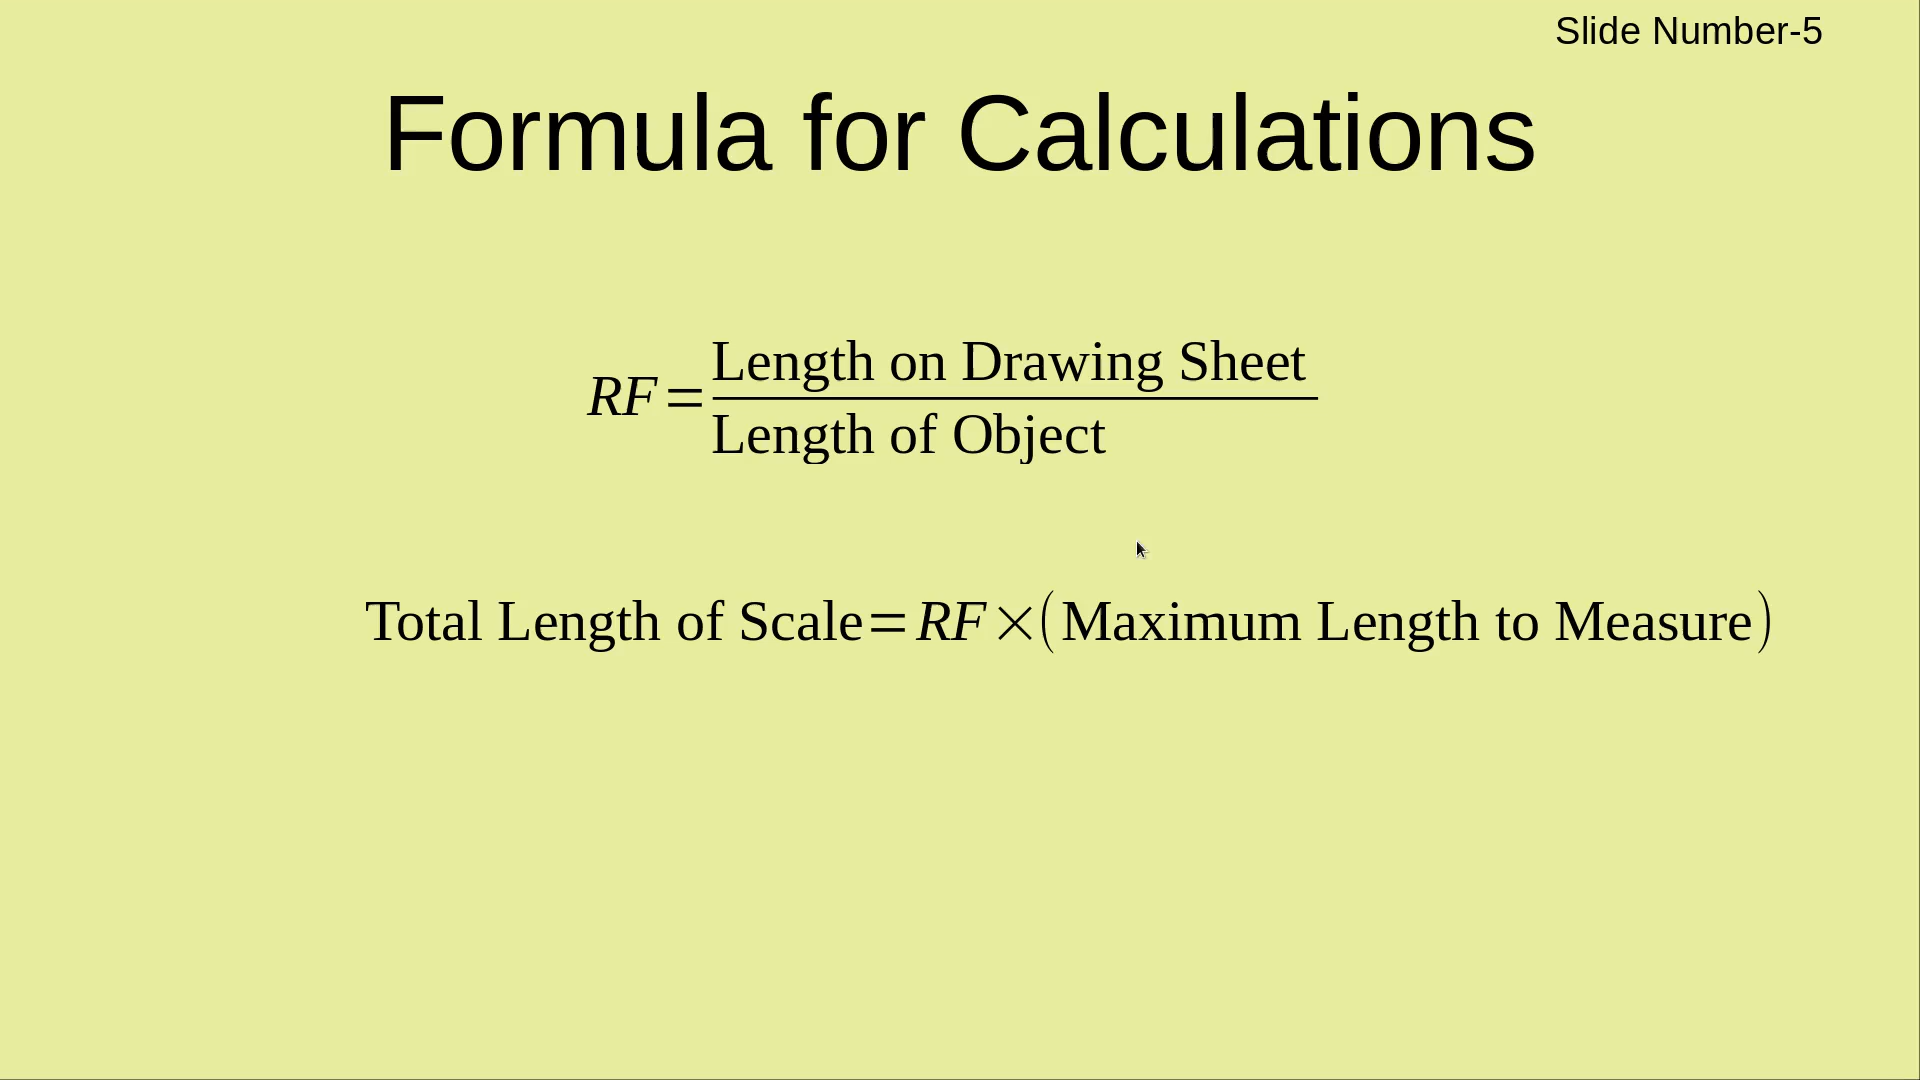 Slide Number-5
Formula for Calculations
RF = Length on Drawing Sheet / Length of Object
Total Length of Scale = RF × (Maximum Length to Measure)